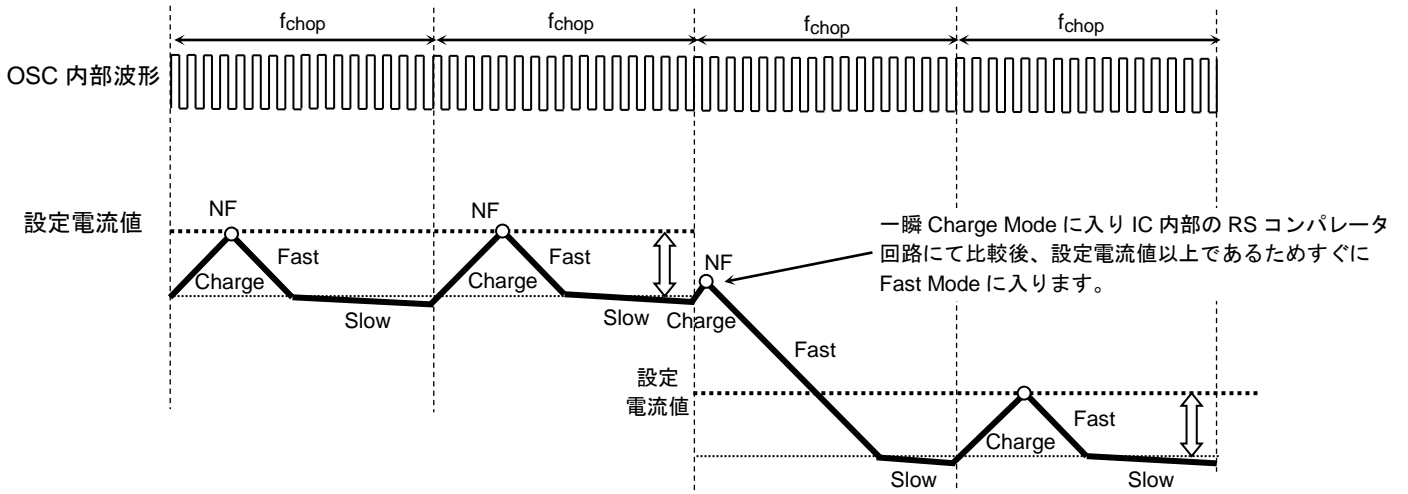 fchop fchop fchop fchop
OSC 内部波形
設定電流値
NF
Charge
Fast
Slow
NF
Charge
Fast
Slow
Charge
NF
一瞬 Charge Mode に入り IC 内部の RS コンパレータ
回路にて比較後、設定電流値以上であるためすぐに
Fast Mode に入ります。
Fast
設定
電流値
Slow
Charge
Fast
Slow